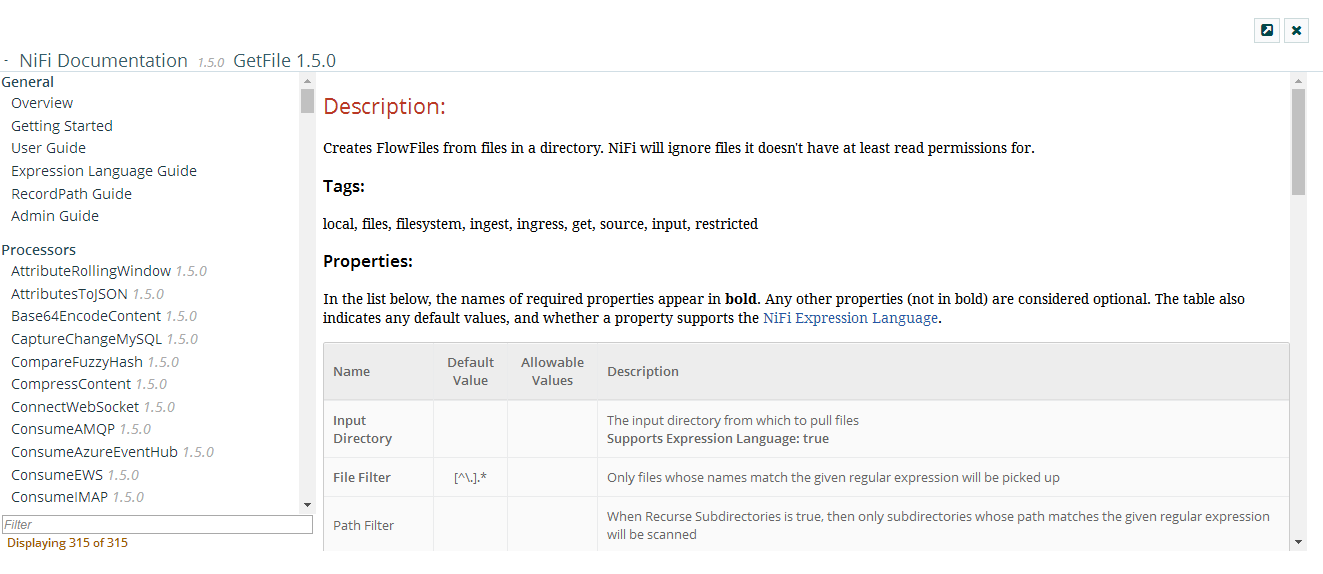 NiFi Documentation 1.5.0 GetFile 1.5.0
General
Overview
Getting Started
User Guide
Expression Language Guide
RecordPath Guide
Admin Guide
Processors
AttributeRollingWindow 1.5.0
AttributesToJSON 1.5.0
Base64EncodeContent 1.5.0
CaptureChangeMySQL 1.5.0
CompareFuzzyHash 1.5.0
CompressContent 1.5.0
ConnectWebSocket 1.5.0
ConsumeAMQP 1.5.0
ConsumeAzureEventHub 1.5.0
ConsumeEWS 1.5.0
ConsumeIMAP 1.5.0
Filter
Displaying 315 of 315
Description:
Creates FlowFiles from files in a directory. NiFi will ignore files it doesn't have at least read permissions for.
Tags:
local, files, filesystem, ingest, ingress, get, source, input, restricted
Properties:
In the list below, the names of required properties appear in bold. Any other properties (not in bold) are considered optional. The table also
indicates any default values, and whether a property supports the NiFi Expression Language.
Name Default Value Allowable Values Description
Input Directory The input directory from which to pull files
Supports Expression Language: true
File Filter [^\.].* Only files whose names match the given regular expression will be picked up
Path Filter When Recurse Subdirectories is true, then only subdirectories whose path matches the given regular expression
will be scanned